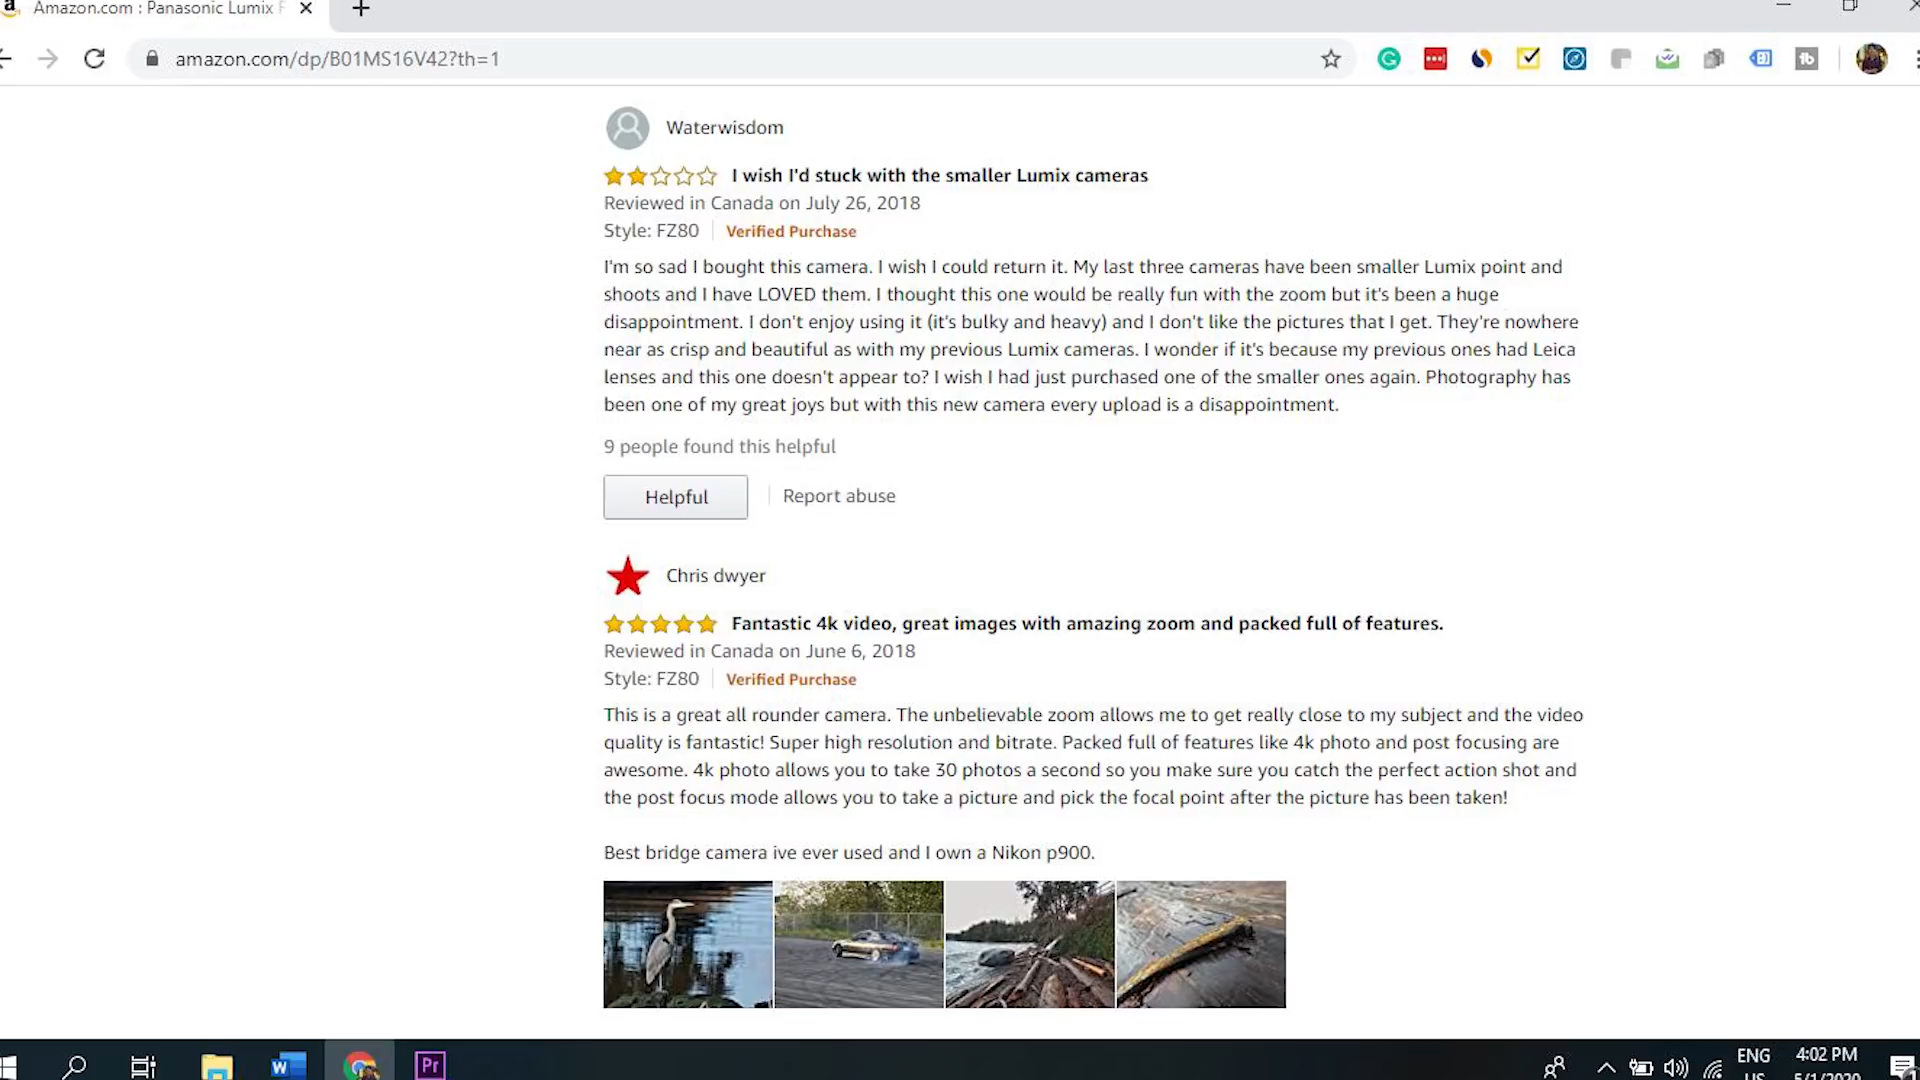 Amazon.com : Panasonic Lumix F
amazon.com/dp/B01MS16V42?th=1
Waterwisdom
I wish I'd stuck with the smaller Lumix cameras
Reviewed in Canada on July 26, 2018
Style: FZ80 Verified Purchase
I'm so sad I bought this camera. I wish I could return it. My last three cameras have been smaller Lumix point and
shoots and I have LOVED them. I thought this one would be really fun with the zoom but it's been a huge
disappointment. I don't enjoy using it (it's bulky and heavy) and I don't like the pictures that I get. They're nowhere
near as crisp and beautiful as with my previous Lumix cameras. I wonder if it's because my previous ones had Leica
lenses and this one doesn't appear to? I wish I had just purchased one of the smaller ones again. Photography has
been one of my great joys but with this new camera every upload is a disappointment.
9 people found this helpful
Helpful Report abuse
Chris dwyer
Fantastic 4k video, great images with amazing zoom and packed full of features.
Reviewed in Canada on June 6, 2018
Style: FZ80 Verified Purchase
This is a great all rounder camera. The unbelievable zoom allows me to get really close to my subject and the video
quality is fantastic! Super high resolution and bitrate. Packed full of features like 4k photo and post focusing are
awesome. 4k photo allows you to take 30 photos a second so you make sure you catch the perfect action shot and
the post focus mode allows you to take a picture and pick the focal point after the picture has been taken!
Best bridge camera ive ever used and I own a Nikon p900.
Pr
ENG 4:02 PM
US 5/1/2020